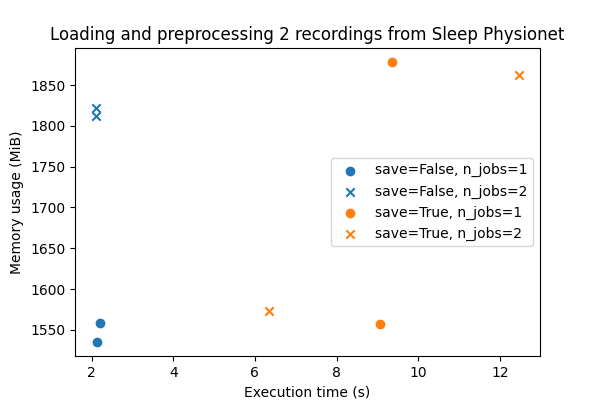 Loading and preprocessing 2 recordings from Sleep Physionet
1850
1800
1750
1700
1650
1600
1550
Memory usage (MiB)
save=False, n_jobs=1
save=False, n_jobs=2
save=True, n_jobs=1
save=True, n_jobs=2
2 4 6 8 10 12
Execution time (s)